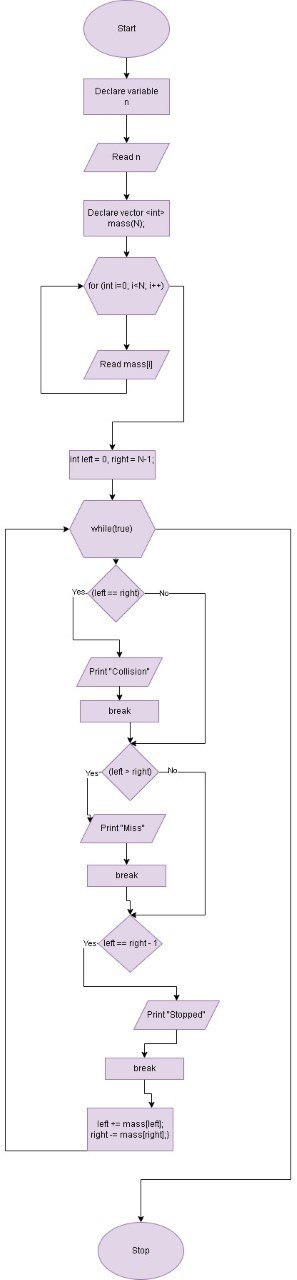 Start
Declare variable
n
Read n
Declare vector <int>
mass(N);
for (int i=0; i<N; i++)
Read mass[i]
int left = 0, right = N-1;
while(true)
Yes
(left == right)
No
Print "Collision"
break
Yes
(left > right)
No
Print "Miss"
break
Yes
left == right - 1
Print "Stopped"
break
left += mass[left];
right -= mass[right];}
Stop